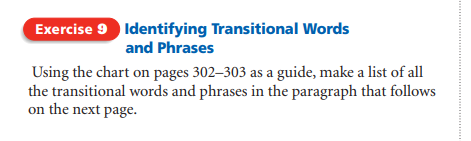 Exercise 9 Identifying Transitional Words
and Phrases
Using the chart on pages 302–303 as a guide, make a list of all
the transitional words and phrases in the paragraph that follows
on the next page.